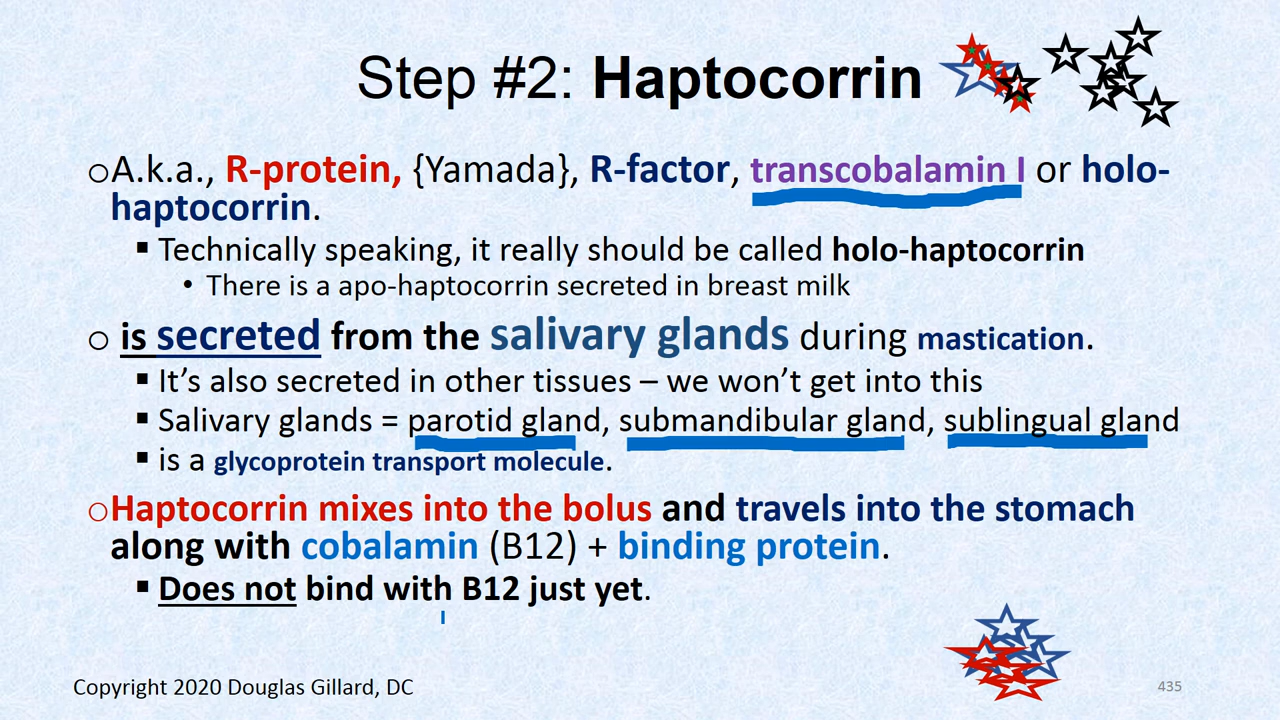 Step #2: Haptocorrin
oA.k.a., R-protein, {Yamada}, R-factor, transcobalamin I or holo-
haptocorrin.
▪ Technically speaking, it really should be called holo-haptocorrin
• There is a apo-haptocorrin secreted in breast milk
o is secreted from the salivary glands during mastication.
▪ It’s also secreted in other tissues – we won’t get into this
▪ Salivary glands = parotid gland, submandibular gland, sublingual gland
▪ is a glycoprotein transport molecule.
oHaptocorrin mixes into the bolus and travels into the stomach
along with cobalamin (B12) + binding protein.
▪ Does not bind with B12 just yet.
Copyright 2020 Douglas Gillard, DC
435